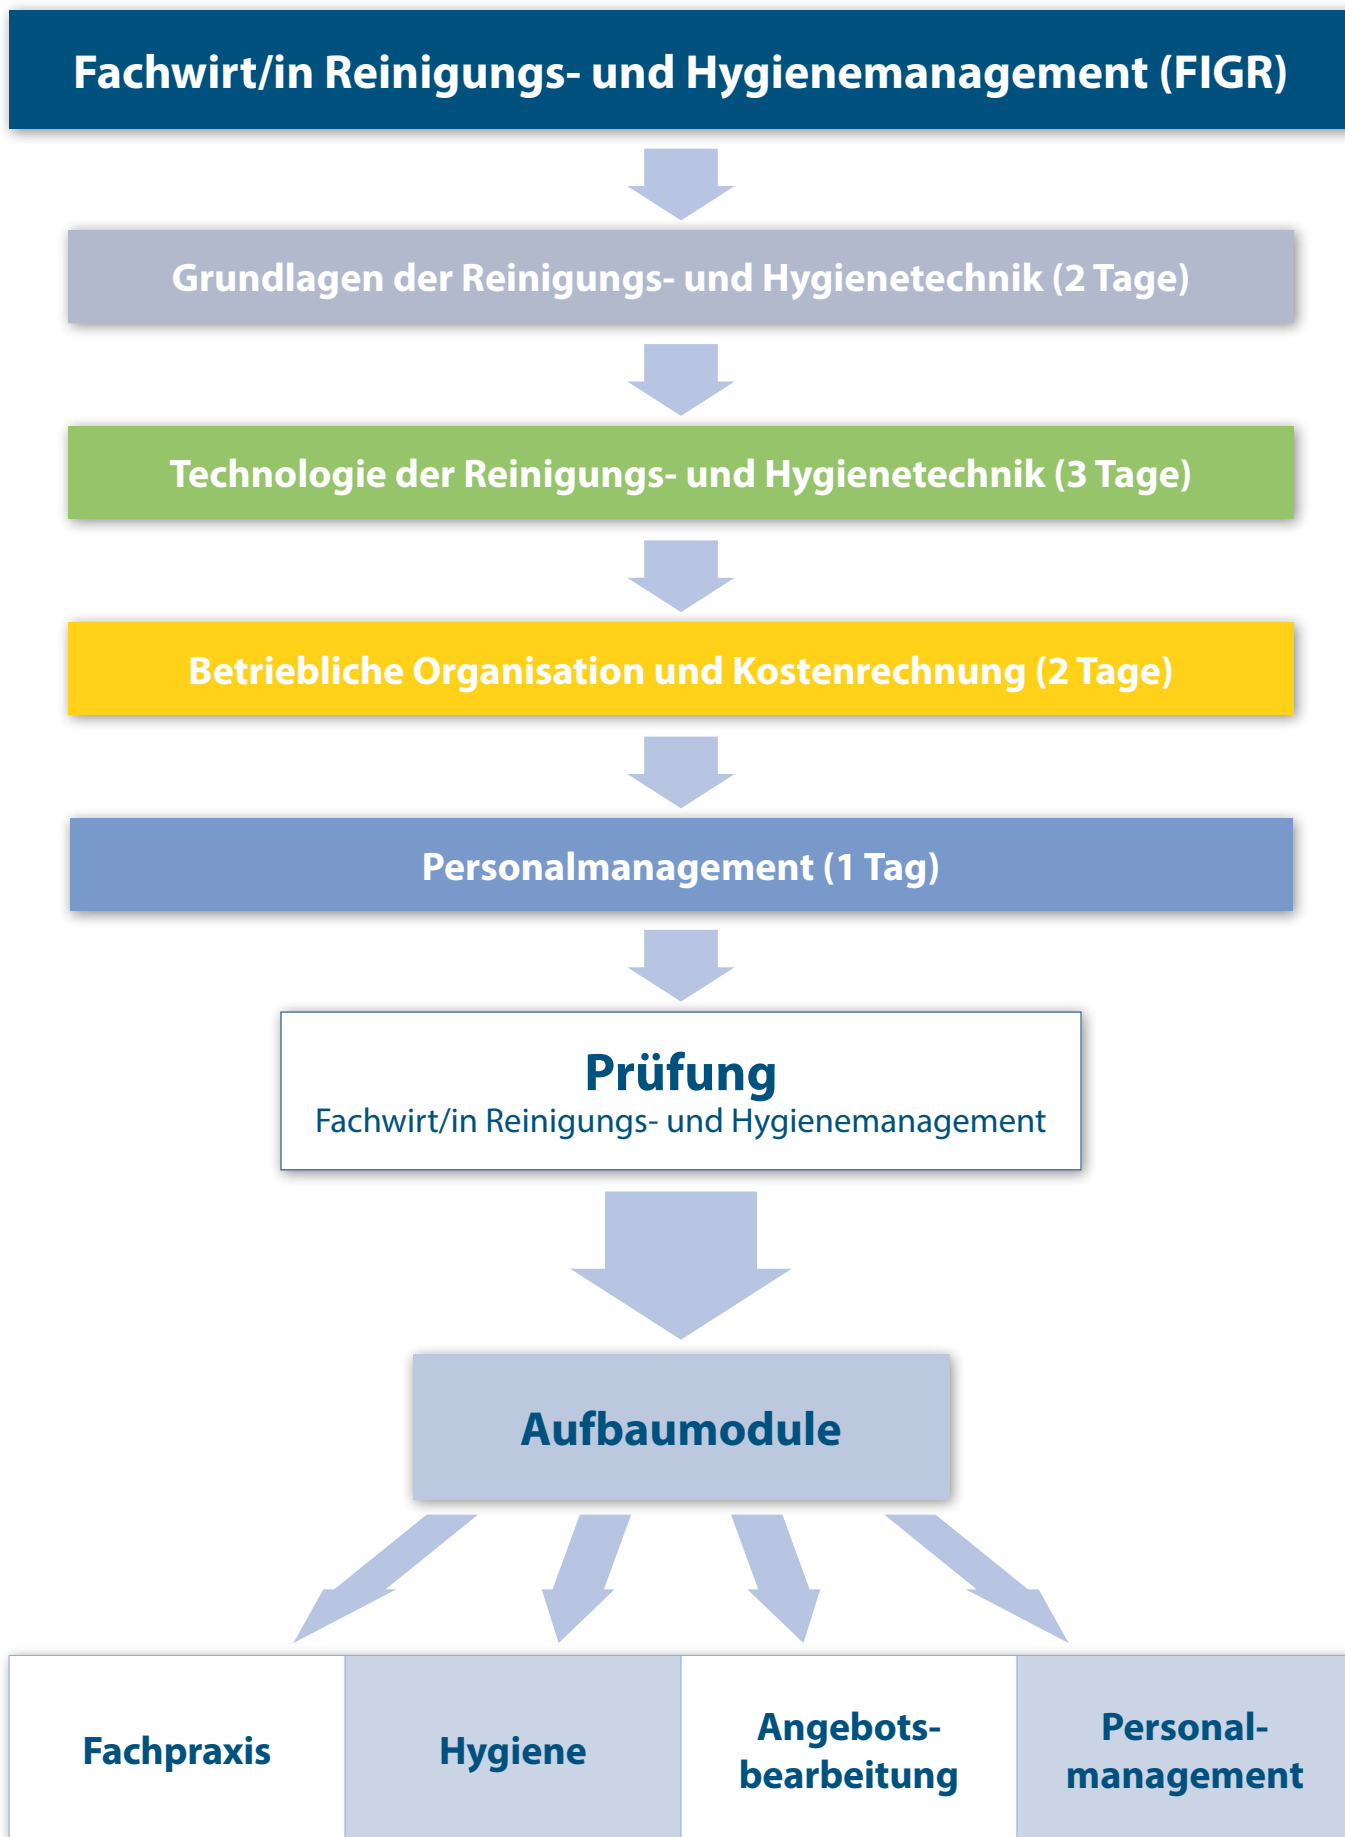 Fachwirt/in Reinigungs- und Hygienemanagement (FIGR)
Grundlagen der Reinigungs- und Hygienetechnik (2 Tage)
Technologie der Reinigungs- und Hygienetechnik (3 Tage)
Betriebliche Organisation und Kostenrechnung (2 Tage)
Personalmanagement (1 Tag)
Prüfung
Fachwirt/in Reinigungs- und Hygienemanagement
Aufbaumodule
Fachpraxis
Hygiene
Angebots-
bearbeitung
Personal-
management